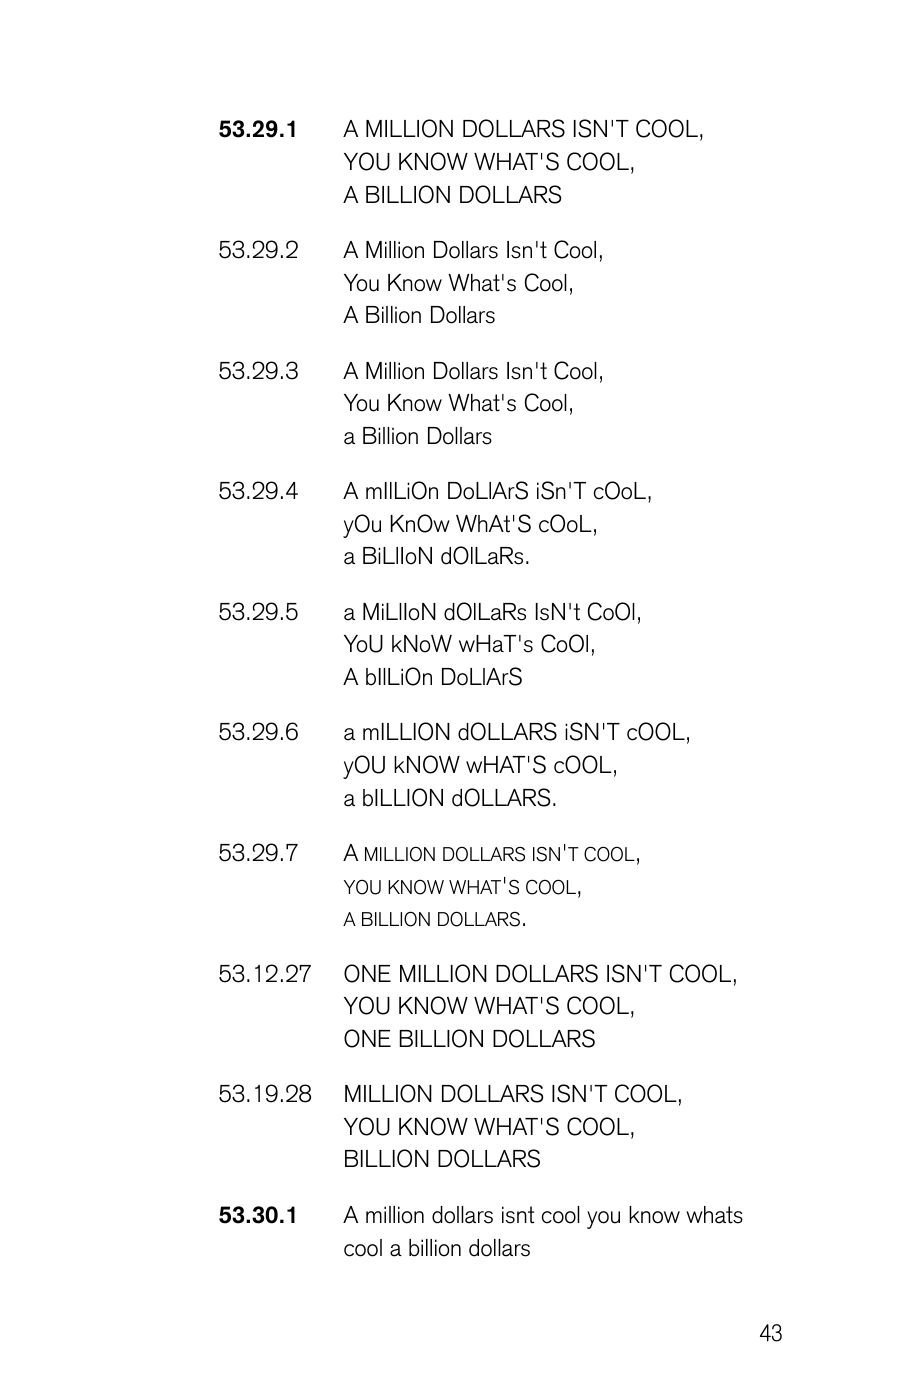 53.29.1 A MILLION DOLLARS ISN'T COOL,
YOU KNOW WHAT'S COOL,
A BILLION DOLLARS
53.29.2 A Million Dollars Isn't Cool,
You Know What's Cool,
A Billion Dollars
53.29.3 A Million Dollars Isn't Cool,
You Know What's Cool,
a Billion Dollars
53.29.4 A mIlLiOn DoLlArS iSn'T cOoL,
yOu KnOw WhAt'S cOoL,
a BiLlIoN dOlLaRs.
53.29.5 a MiLlIoN dOlLaRs IsN't CoOl,
YoU kNoW wHaT's CoOl,
A bIlLiOn DoLlArS
53.29.6 a mILLION dOLLARS iSN'T cOOL,
yOU kNOW wHAT'S cOOL,
a bILLION dOLLARS.
53.29.7 A MILLION DOLLARS ISN'T COOL,
YOU KNOW WHAT'S COOL,
A BILLION DOLLARS.
53.12.27 ONE MILLION DOLLARS ISN'T COOL,
YOU KNOW WHAT'S COOL,
ONE BILLION DOLLARS
53.19.28 MILLION DOLLARS ISN'T COOL,
YOU KNOW WHAT'S COOL,
BILLION DOLLARS
53.30.1 A million dollars isnt cool you know whats
cool a billion dollars
43